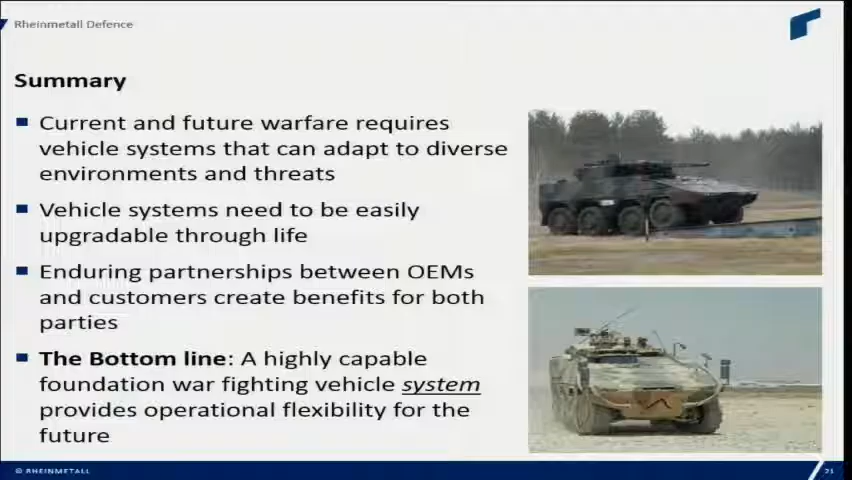 Rheinmetall Defence
Summary
Current and future warfare requires
vehicle systems that can adapt to diverse
environments and threats
Vehicle systems need to be easily
upgradable through life
Enduring partnerships between OEMs
and customers create benefits for both
parties
The Bottom line: A highly capable
foundation war fighting vehicle system
provides operational flexibility for the
future
© RHEINMETALL
21